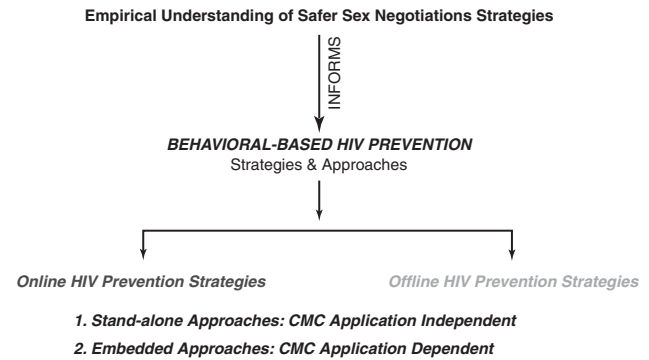 Empirical Understanding of Safer Sex Negotiations Strategies
INFORMS
BEHAVIORAL-BASED HIV PREVENTION
Strategies & Approaches
Online HIV Prevention Strategies
Offline HIV Prevention Strategies
1. Stand-alone Approaches: CMC Application Independent
2. Embedded Approaches: CMC Application Dependent